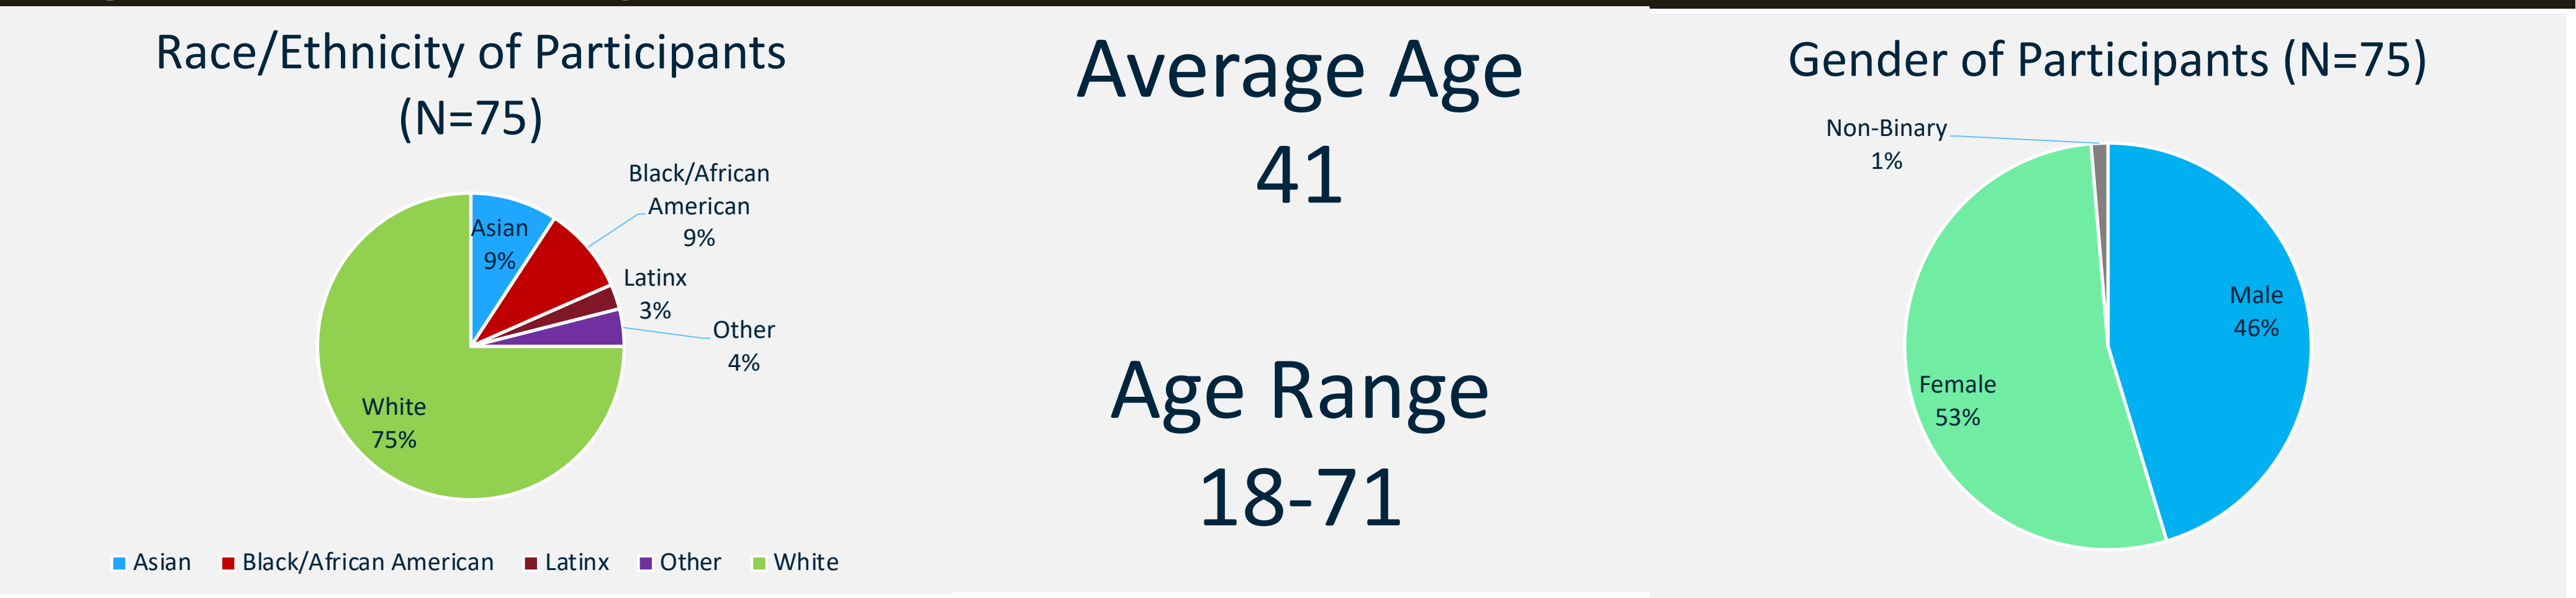 Race/Ethnicity of Participants
(N=75)
Black/African
American
9%
Asian
9%
Latinx
3%
Other
4%
White
75%
Asian
Black/African American
Latinx
Other
White
Average Age
41
Age Range
18-71
Gender of Participants (N=75)
Non-Binary
1%
Male
46%
Female
53%